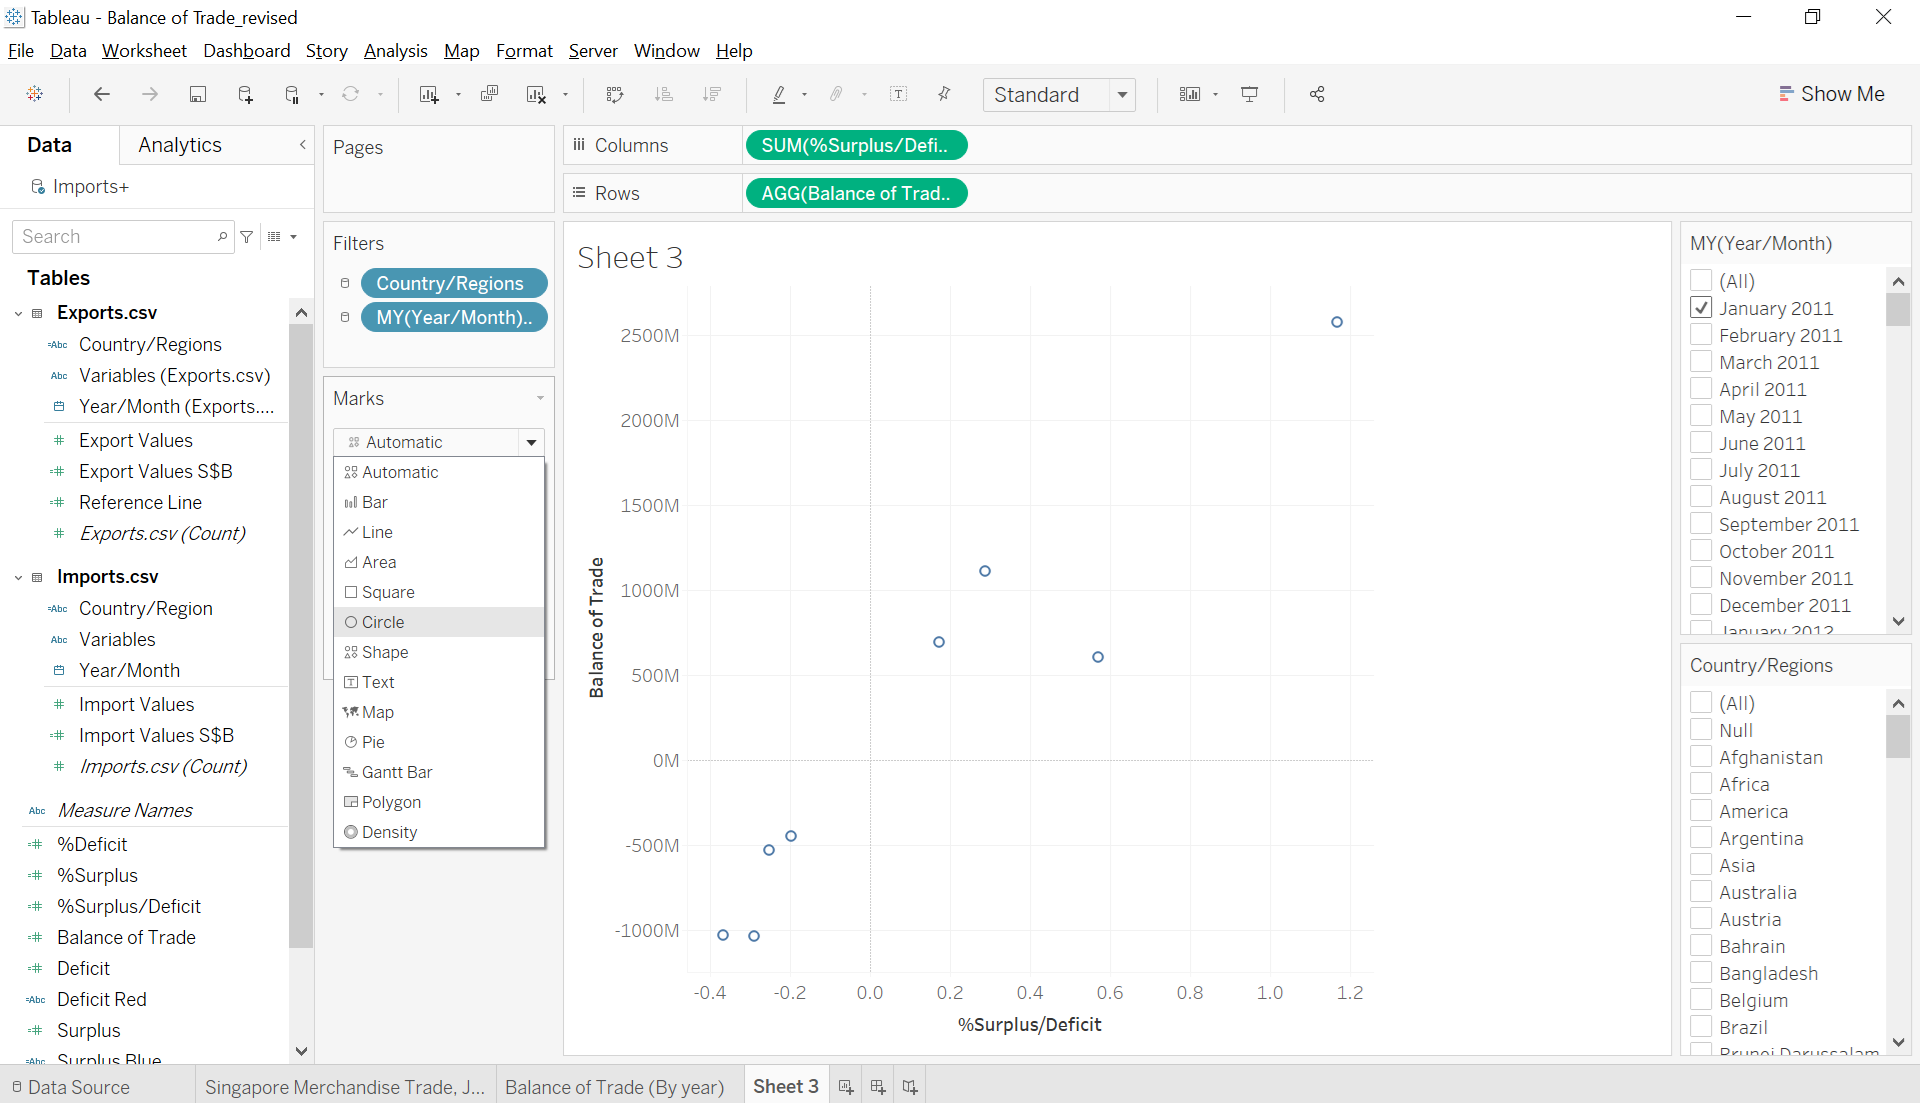 Tableau - Balance of Trade_revised
File Data Worksheet Dashboard Story Analysis Map Format Server Window Help
Standard
Show Me
Data
Analytics
Imports+
Search
Tables
Exports.csv
Abc Country/Regions
Abc Variables (Exports.csv)
Year/Month (Exports....
Export Values
Export Values S$B
Reference Line
Exports.csv (Count)
Imports.csv
Abc Country/Region
Abc Variables
Year/Month
Import Values
Import Values S$B
Imports.csv (Count)
Abc Measure Names
%Deficit
%Surplus
%Surplus/Deficit
Balance of Trade
Deficit
Abc Deficit Red
Surplus
Abc Surplus Blue
Pages
Filters
Country/Regions
MY(Year/Month)..
Marks
Automatic
Automatic
Bar
Line
Area
Square
Circle
Shape
Text
Map
Pie
Gantt Bar
Polygon
Density
Columns
SUM(%Surplus/Defi..
Rows
AGG(Balance of Trad..
Sheet 3
Balance of Trade
2500M
2000M
1500M
1000M
500M
0M
-500M
-1000M
-0.4 -0.2 0.0 0.2 0.4 0.6 0.8 1.0 1.2
%Surplus/Deficit
MY(Year/Month)
(All)
January 2011
February 2011
March 2011
April 2011
May 2011
June 2011
July 2011
August 2011
September 2011
October 2011
November 2011
December 2011
January 2012
Country/Regions
(All)
Null
Afghanistan
Africa
America
Argentina
Asia
Australia
Austria
Bahrain
Bangladesh
Belgium
Brazil
Brunei Darussalam
Data Source
Singapore Merchandise Trade, J...
Balance of Trade (By year)
Sheet 3